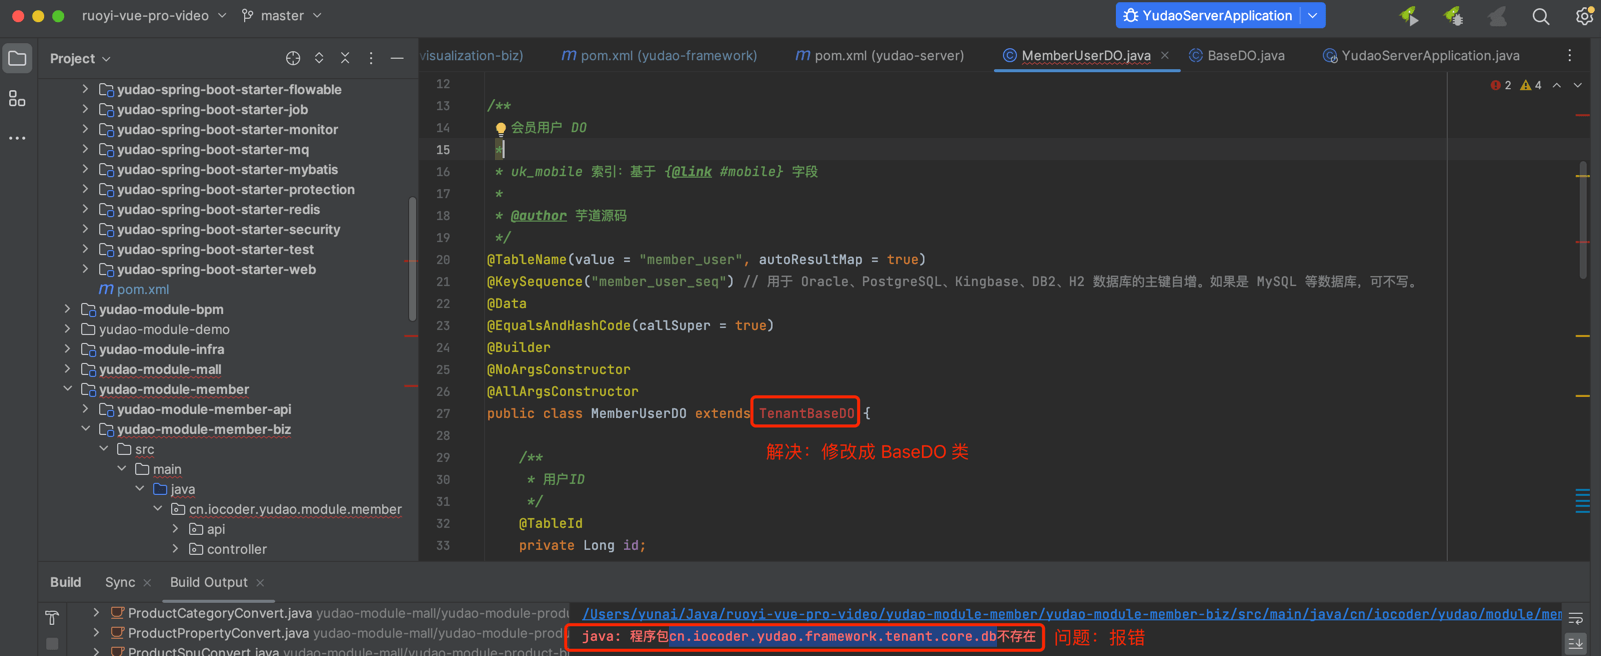 ruoyi-vue-pro-video
master
YudaoServerApplication
Project
visualization-biz)
pom.xml (yudao-framework)
pom.xml (yudao-server)
MemberUserDO.java
BaseDO.java
YudaoServerApplication.java
yudao-spring-boot-starter-flowable
yudao-spring-boot-starter-job
yudao-spring-boot-starter-monitor
yudao-spring-boot-starter-mq
yudao-spring-boot-starter-mybatis
yudao-spring-boot-starter-protection
yudao-spring-boot-starter-redis
yudao-spring-boot-starter-security
yudao-spring-boot-starter-test
yudao-spring-boot-starter-web
pom.xml
yudao-module-bpm
yudao-module-demo
yudao-module-infra
yudao-module-mall
yudao-module-member
yudao-module-member-api
yudao-module-member-biz
src
main
java
cn.iocoder.yudao.module.member
api
controller
2 4
12
13 /**
14 会员用户 DO
15 *
16 * uk_mobile 索引：基于 {@link #mobile} 字段
17 *
18 * @author 芋道源码
19 */
20 @TableName(value = "member_user", autoResultMap = true)
21 @KeySequence("member_user_seq") // 用于 Oracle、PostgreSQL、Kingbase、DB2、H2 数据库的主键自增。如果是 MySQL 等数据库，可不写。
22 @Data
23 @EqualsAndHashCode(callSuper = true)
24 @Builder
25 @NoArgsConstructor
26 @AllArgsConstructor
27 public class MemberUserDO extends TenantBaseDO {
28
解决：修改成 BaseDO 类
29 /**
30 * 用户ID
31 */
32 @TableId
33 private Long id;
Build
Sync
Build Output
ProductCategoryConvert.java yudao-module-mall/yudao-module-produ
ProductPropertyConvert.java yudao-module-mall/yudao-module-prod
ProductSpuConvert.java yudao-module-mall/yudao-module-product-b
/Users/yunai/Java/ruoyi-vue-pro-video/yudao-module-member/yudao-module-member-biz/src/main/java/cn/iocoder/yudao/module/mem
java: 程序包cn.iocoder.yudao.framework.tenant.core.db不存在
问题：报错